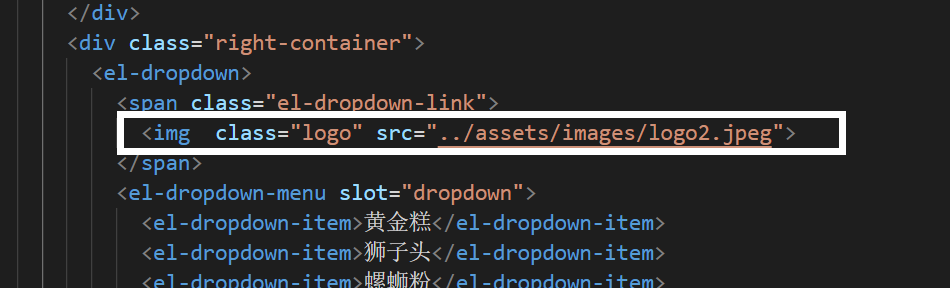 </div>
<div class="right-container">
<el-dropdown>
<span class="el-dropdown-link">
<img  class="logo" src="../assets/images/logo2.jpeg">
</span>
<el-dropdown-menu slot="dropdown">
<el-dropdown-item>黄金糕</el-dropdown-item>
<el-dropdown-item>狮子头</el-dropdown-item>
<el-dropdown-item>螺蛳粉</el-dropdown-item>